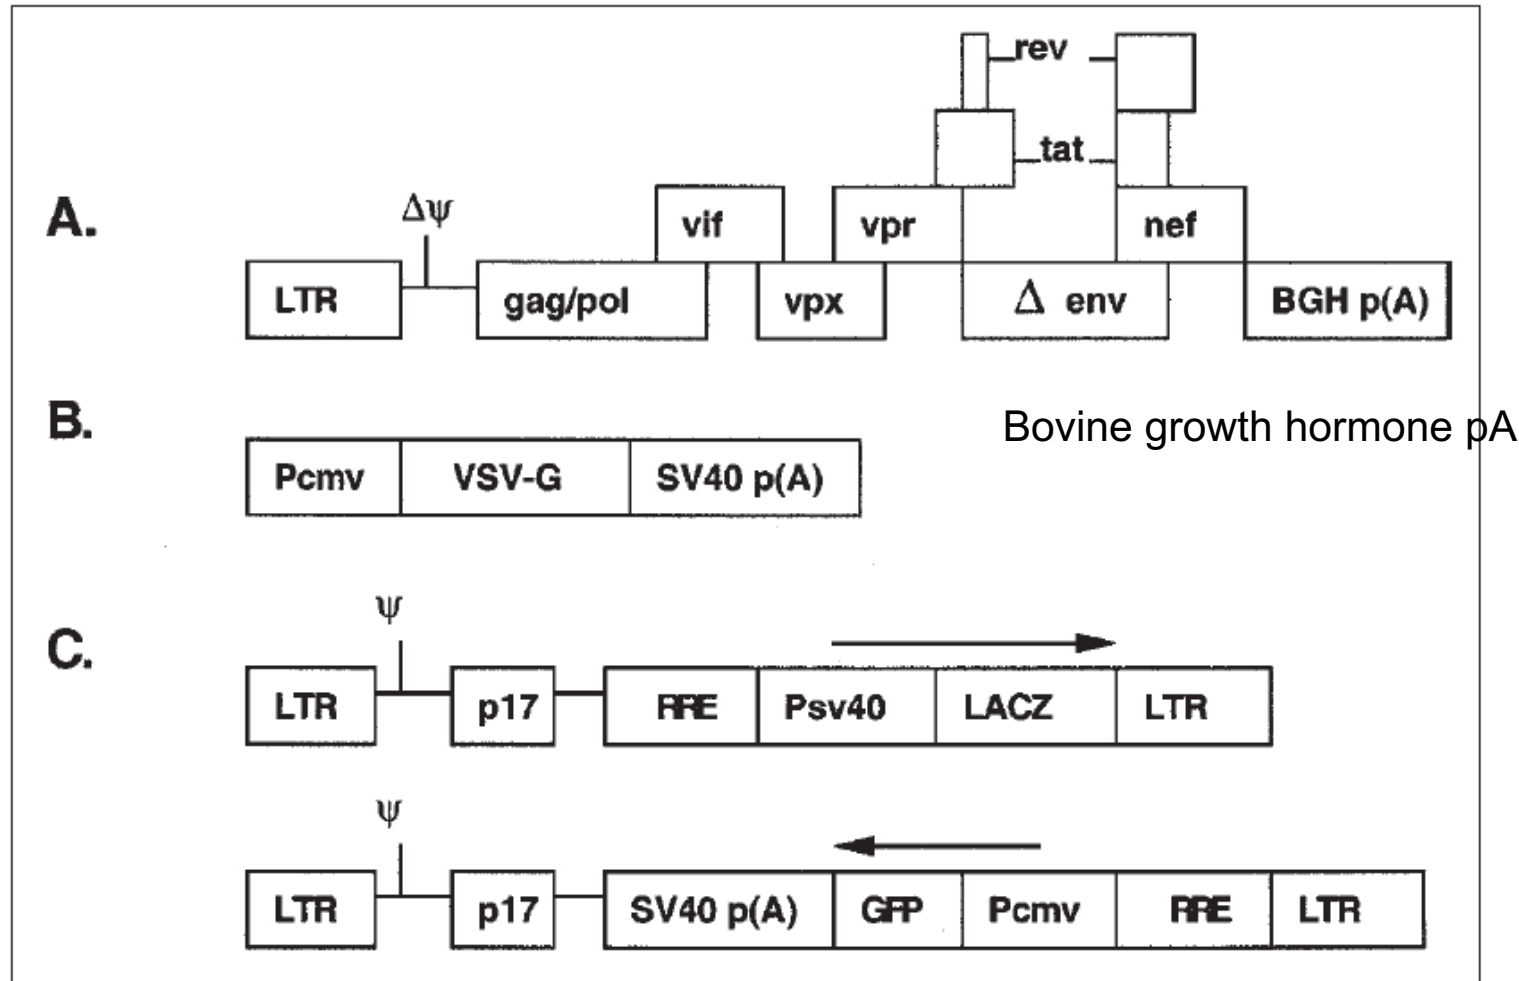 rev
tat
A.
Δψ
vif
vpr
nef
LTR
gag/pol
vpx
Δ env
BGH p(A)
B.
Bovine growth hormone pA
Pcmv
VSV-G
SV40 p(A)
C.
ψ
LTR
p17
RRE
Psv40
LACZ
LTR
ψ
LTR
p17
SV40 p(A)
GFP
Pcmv
RRE
LTR